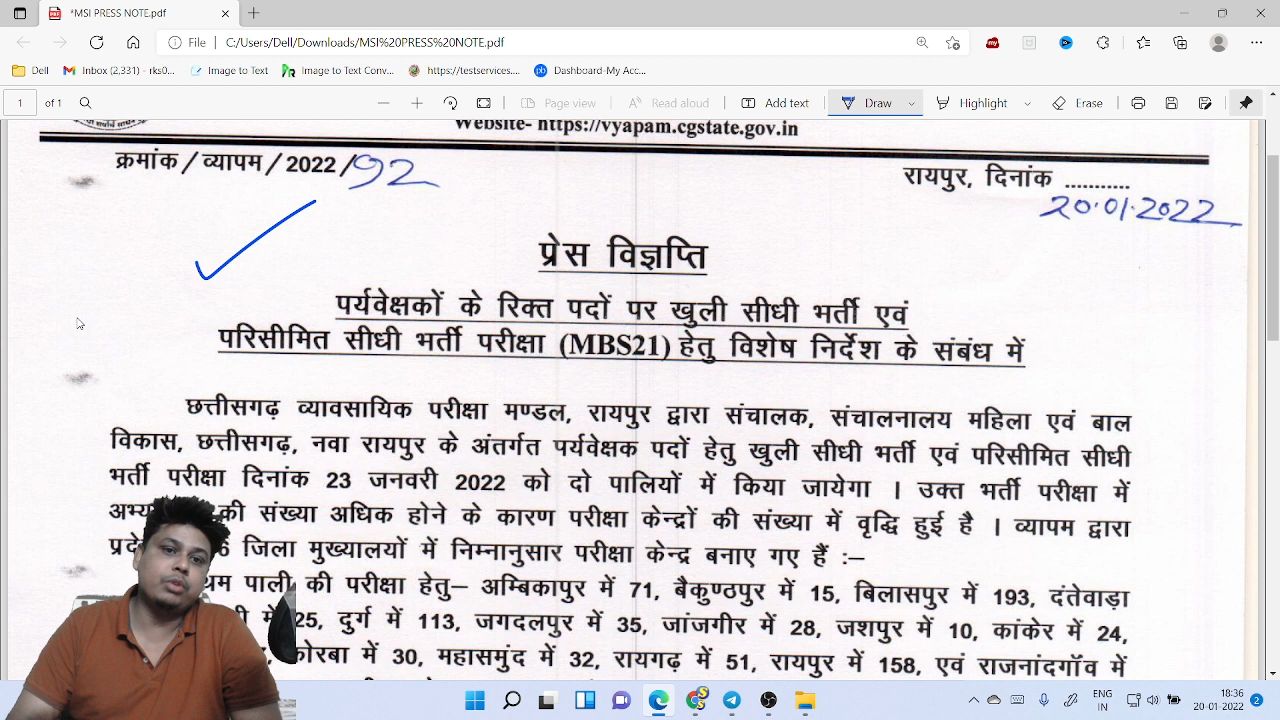 *MSI PRESS NOTE.pdf
File C:/Users/Dell/Downloads/MSI%20PRESS%20NOTE.pdf
Dell Inbox (2,331) - rks0... Image to Text Image to Text Conv... https://testservices.... Dashboard-My Acc...
1 of 1 Page view Read aloud Add text Draw Highlight Erase
Website- https://vyapam.cgstate.gov.in
क्रमांक/व्यापम/2022/92
रायपुर, दिनांक ...........
20.01.2022
प्रेस विज्ञप्ति
पर्यवेक्षकों के रिक्त पदों पर खुली सीधी भर्ती एवं
परिसीमित सीधी भर्ती परीक्षा (MBS21) हेतु विशेष निर्देश के संबंध में
छत्तीसगढ़ व्यावसायिक परीक्षा मण्डल, रायपुर द्वारा संचालक, संचालनालय महिला एवं बाल
विकास, छत्तीसगढ़, नवा रायपुर के अंतर्गत पर्यवेक्षक पदों हेतु खुली सीधी भर्ती एवं परिसीमित सीधी
भर्ती परीक्षा दिनांक 23 जनवरी 2022 को दो पालियों में किया जायेगा । उक्त भर्ती परीक्षा में
की संख्या अधिक होने के कारण परीक्षा केन्द्रों की संख्या में वृद्धि हुई है । व्यापम द्वारा
जिला मुख्यालयों में निम्नानुसार परीक्षा केन्द्र बनाए गए हैं :–
पाली की परीक्षा हेतु– अम्बिकापुर में 71, बैकुण्ठपुर में 15, बिलासपुर में 193, दंतेवाड़ा
में 25, दुर्ग में 113, जगदलपुर में 35, जांजगीर में 28, जशपुर में 10, कांकेर में 24,
कोरबा में 30, महासमुंद में 32, रायगढ़ में 51, रायपुर में 158, एवं राजनांदगॉव में
ENG
IN
18:36
20-01-2022
2